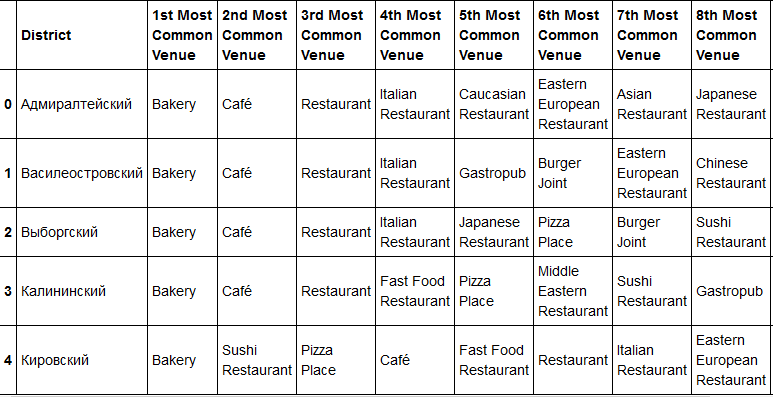 District 1st Most Common Venue 2nd Most Common Venue 3rd Most Common Venue 4th Most Common Venue 5th Most Common Venue 6th Most Common Venue 7th Most Common Venue 8th Most Common Venue
0 Адмиралтейский Bakery Café Restaurant Italian Restaurant Caucasian Restaurant Eastern European Restaurant Asian Restaurant Japanese Restaurant
1 Василеостровский Bakery Café Restaurant Italian Restaurant Gastropub Burger Joint Eastern European Restaurant Chinese Restaurant
2 Выборгский Bakery Café Restaurant Italian Restaurant Japanese Restaurant Pizza Place Burger Joint Sushi Restaurant
3 Калининский Bakery Café Restaurant Fast Food Restaurant Pizza Place Middle Eastern Restaurant Sushi Restaurant Gastropub
4 Кировский Bakery Sushi Restaurant Pizza Place Café Fast Food Restaurant Restaurant Italian Restaurant Eastern European Restaurant